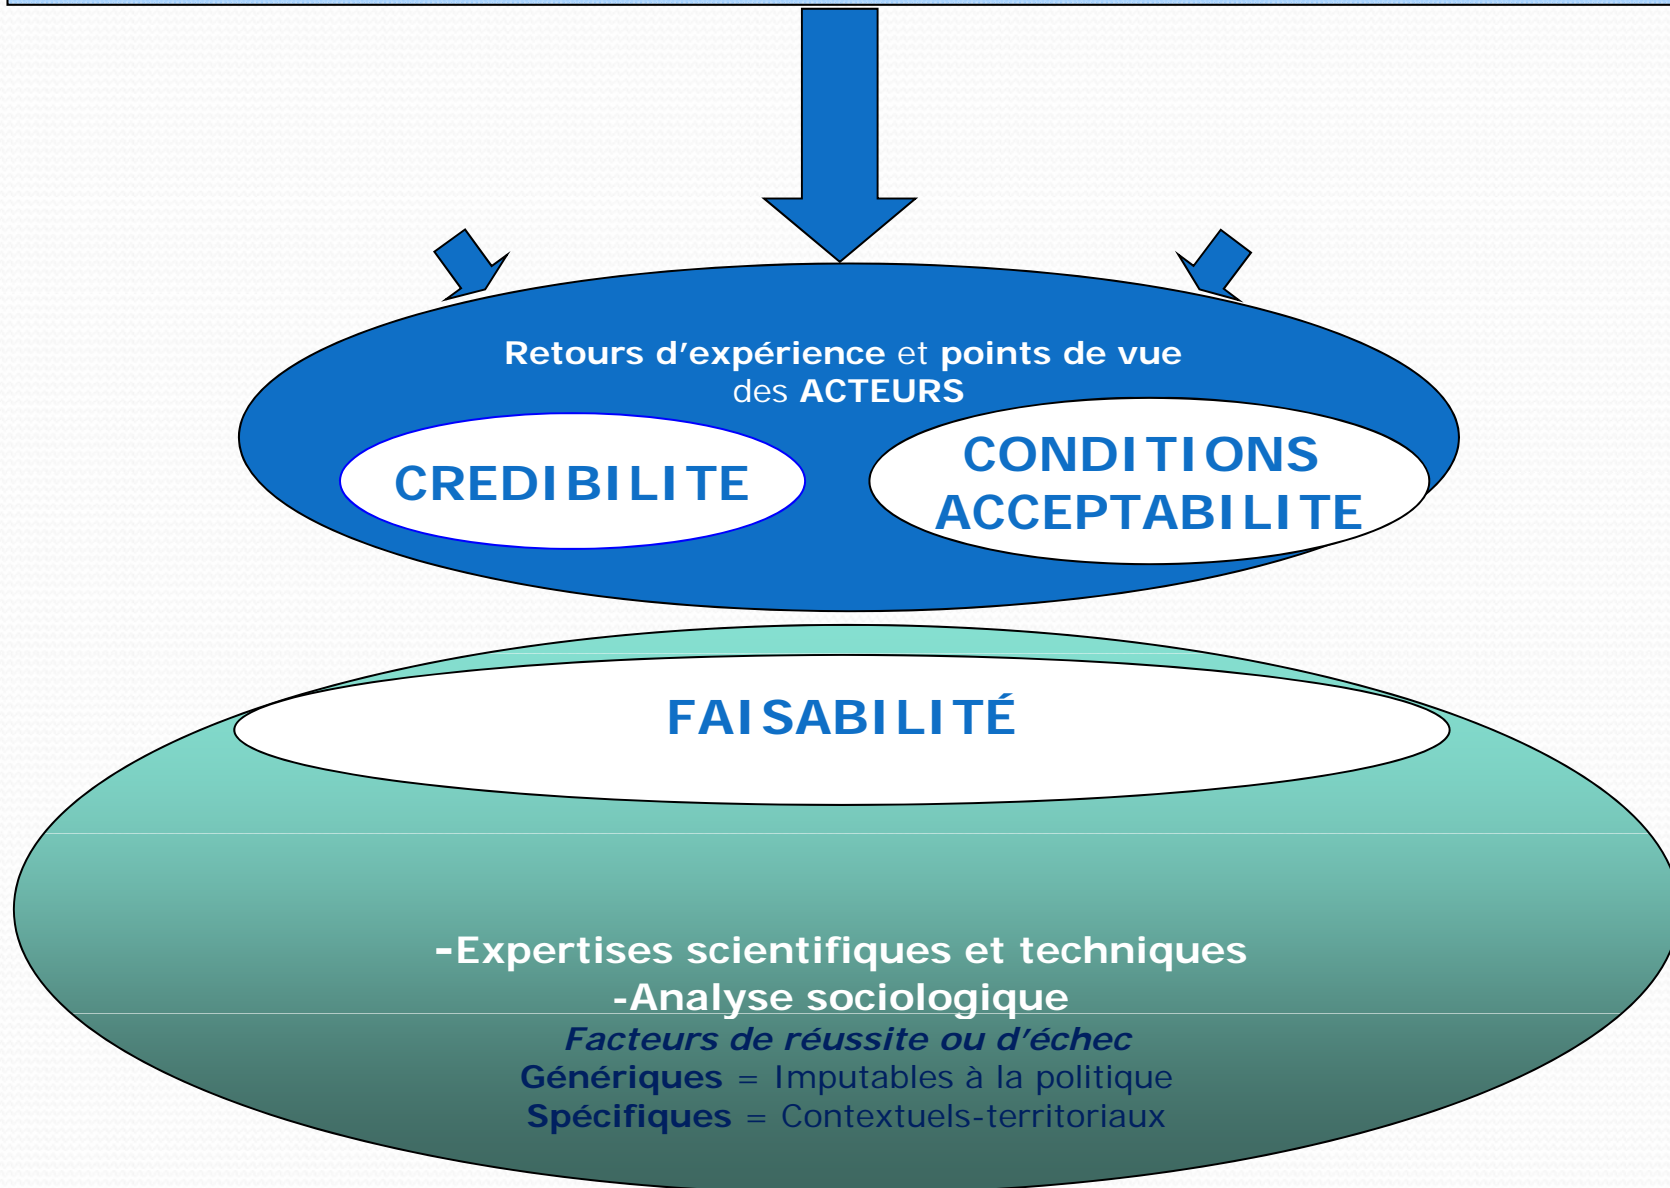 Retours d’expérience et points de vue
des ACTEURS
CREDIBILITE
CONDITIONS
ACCEPTABILITE
FAISABILITÉ
-Expertises scientifiques et techniques
-Analyse sociologique
Facteurs de réussite ou d’échec
Génériques = Imputables à la politique
Spécifiques = Contextuels-territoriaux